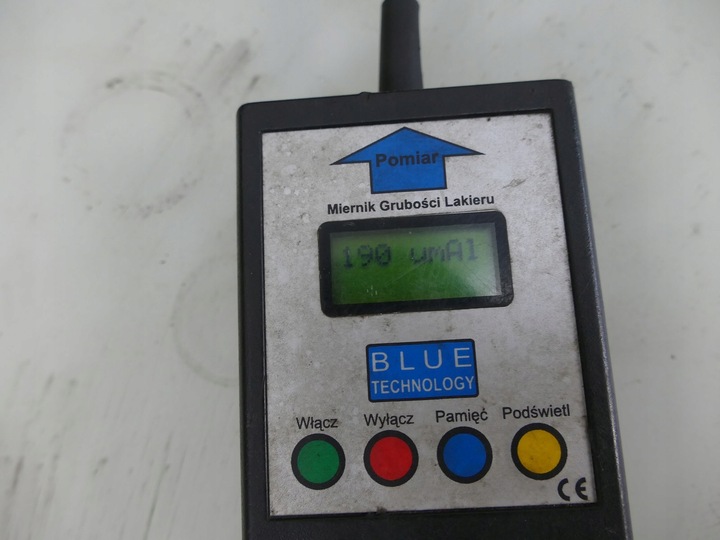 Pomiar
Miernik Grubości Lakieru
190 umAl
BLUE
TECHNOLOGY
Włącz Wyłącz Pamięć Podświetl
CE